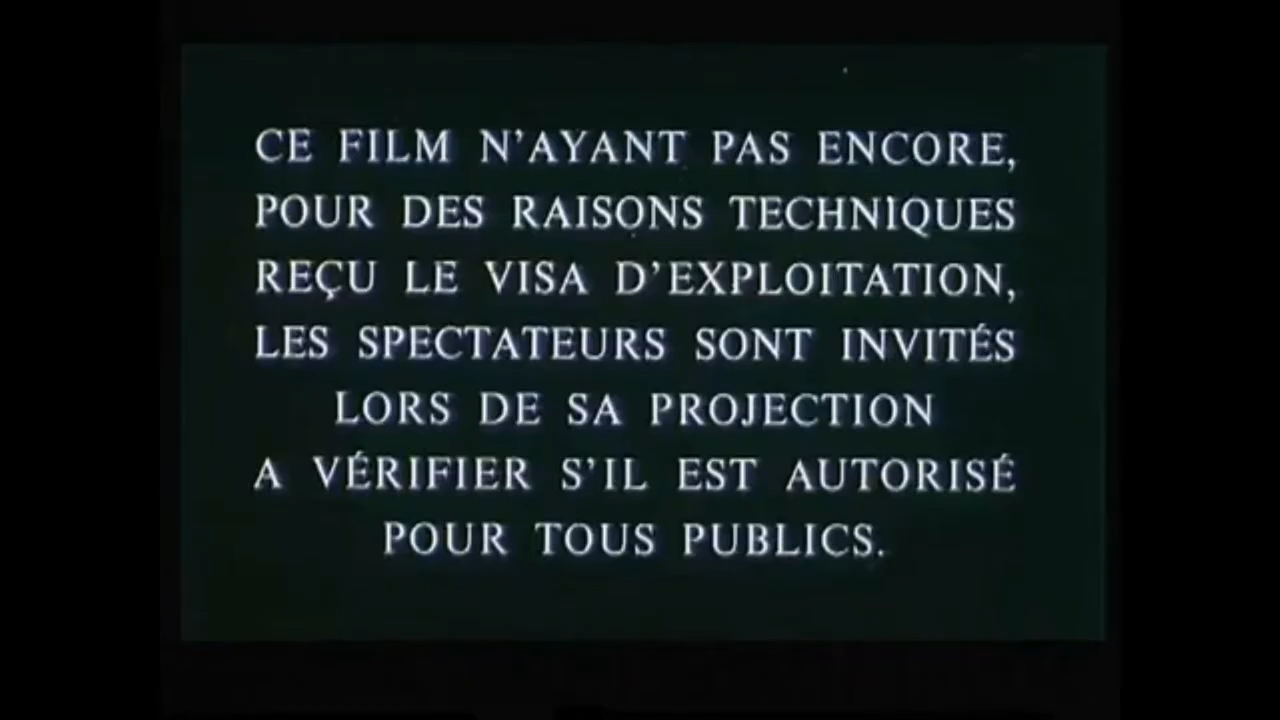 CE FILM N'AYANT PAS ENCORE,
POUR DES RAISONS TECHNIQUES
REÇU LE VISA D'EXPLOITATION,
LES SPECTATEURS SONT INVITÉS
LORS DE SA PROJECTION
A VÉRIFIER S'IL EST AUTORISÉ
POUR TOUS PUBLICS.